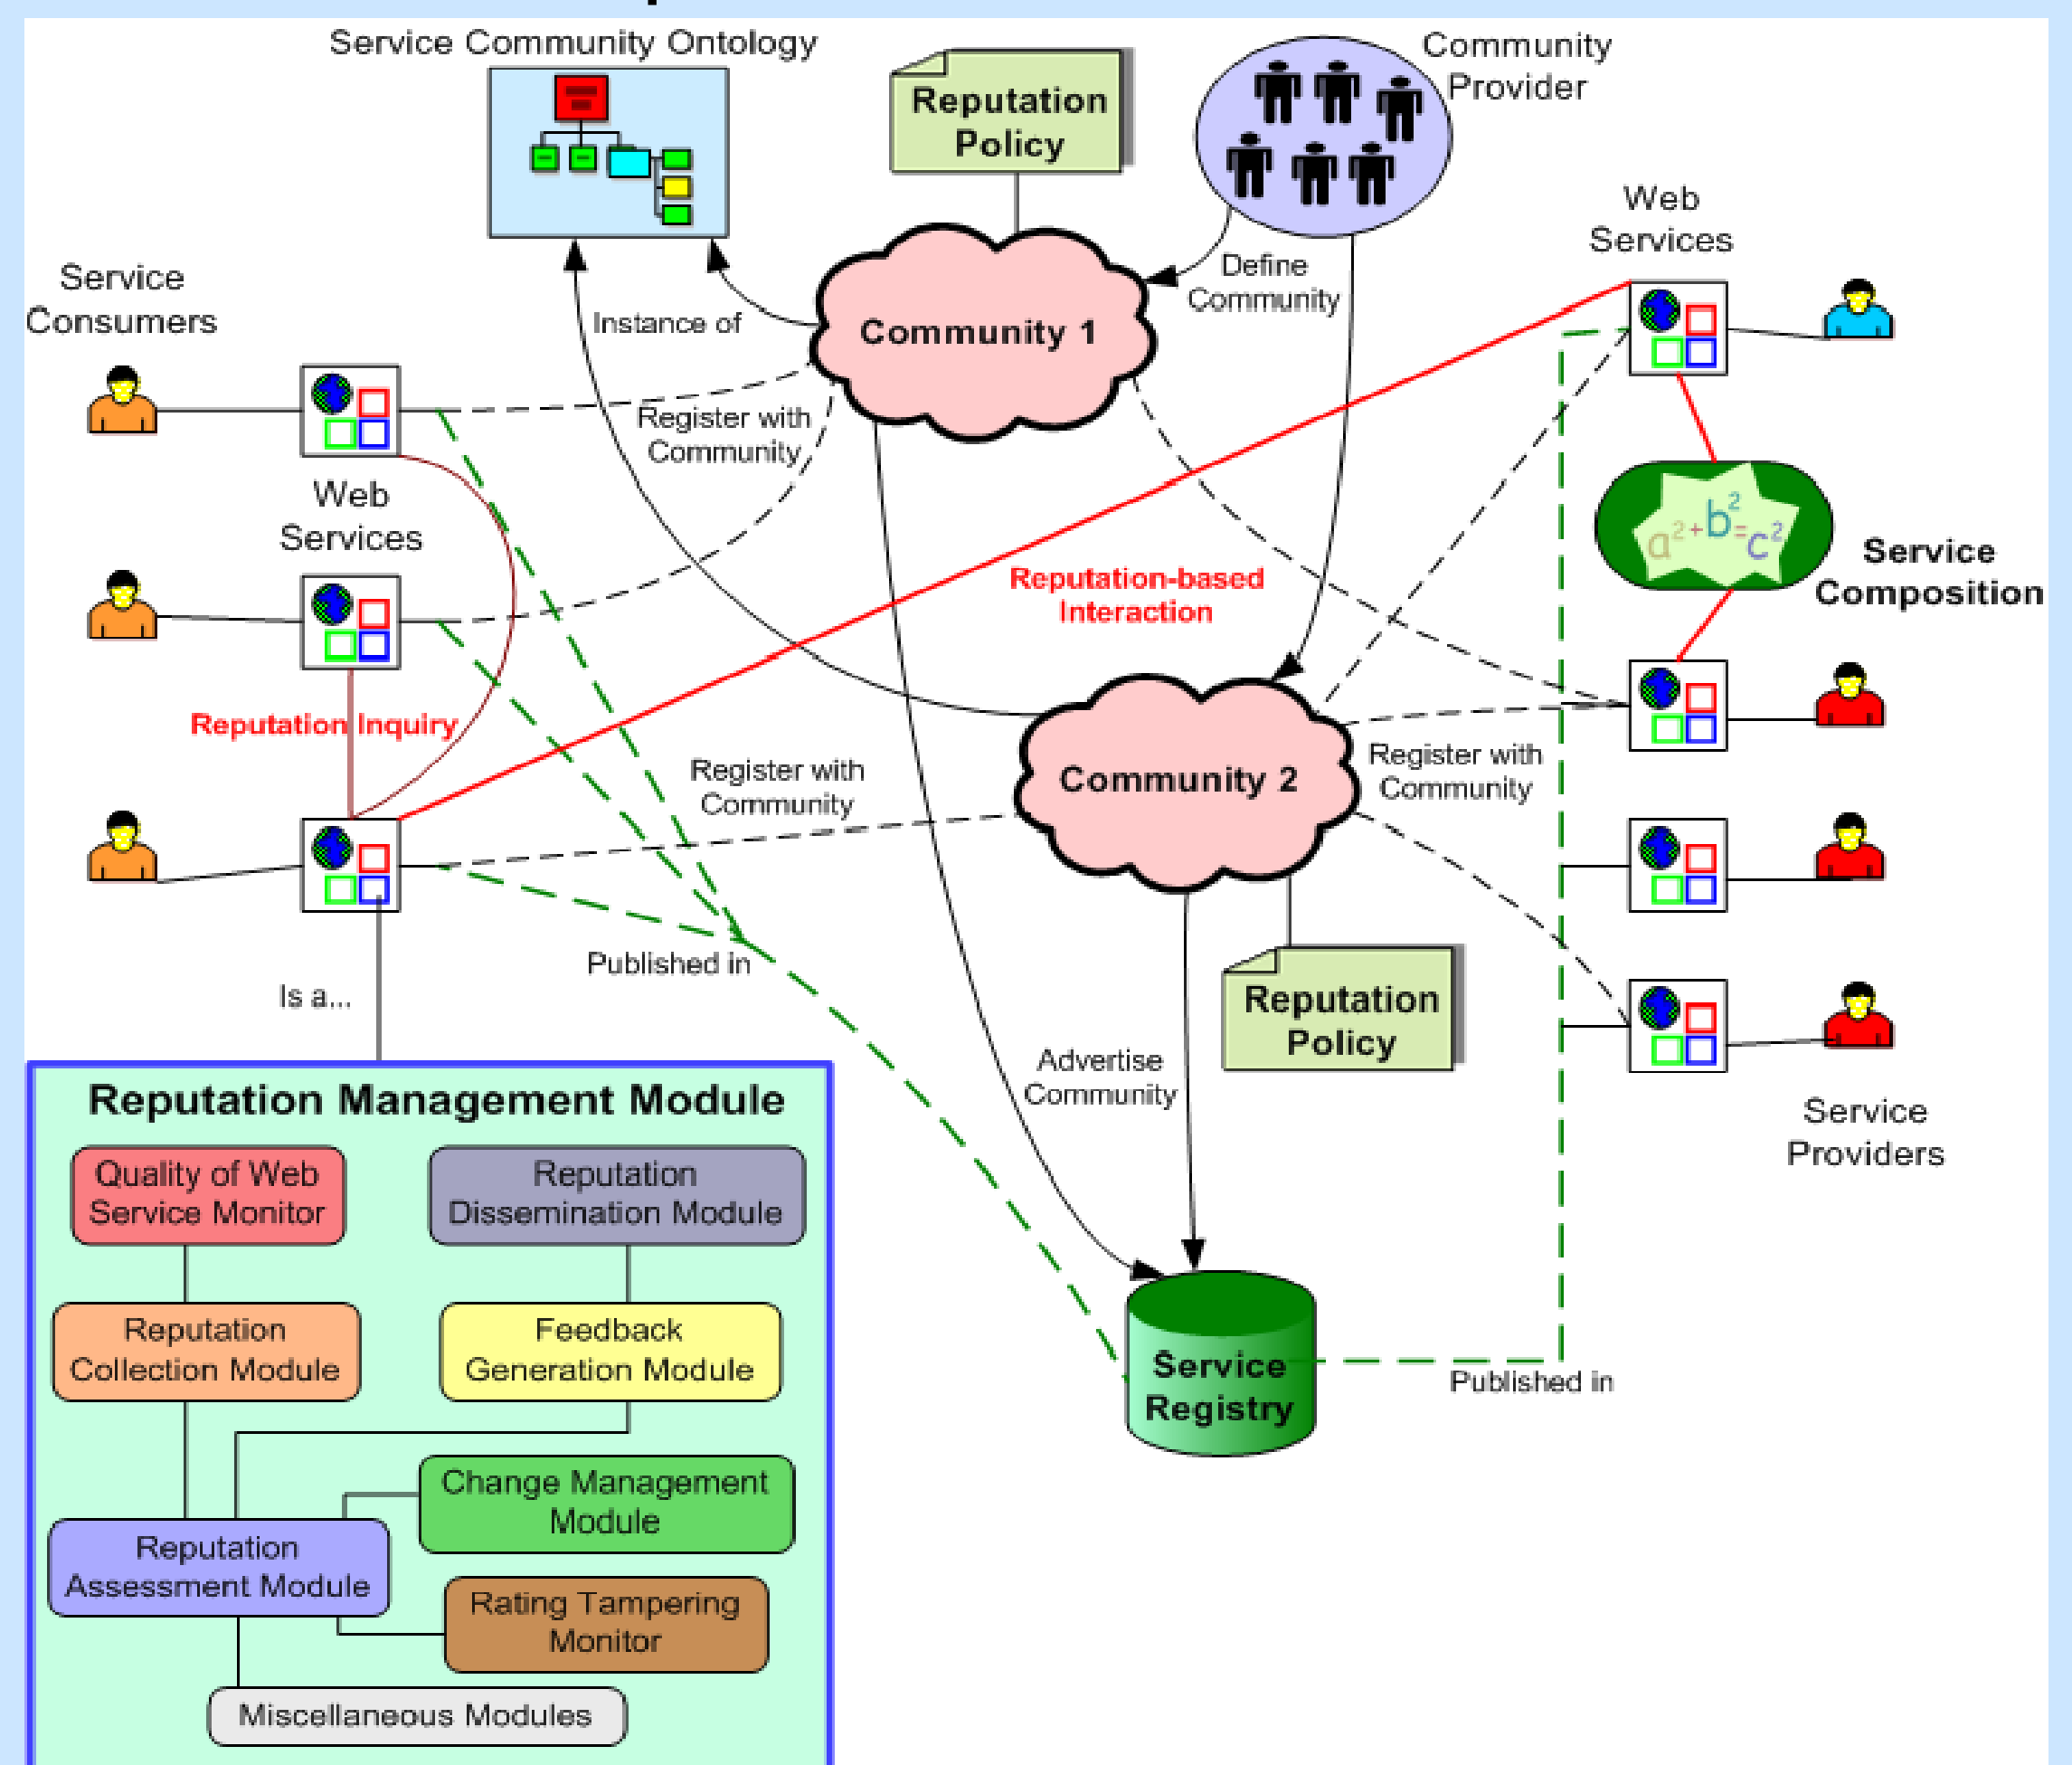 Service Community Ontology
Reputation
Policy
Community
Provider
Web
Services
Service
Consumers
Define
Community
Instance of
Community 1
Register with
Community
Web
Services
a²+b²=c²
Service
Composition
Reputation-based
Interaction
Reputation Inquiry
Register with
Community
Community 2
Register with
Community
Published in
Is a...
Reputation
Policy
Advertise
Community
Service
Providers
Reputation Management Module
Quality of Web
Service Monitor
Reputation
Dissemination Module
Reputation
Collection Module
Feedback
Generation Module
Service
Registry
Published in
Change Management
Module
Reputation
Assessment Module
Rating Tampering
Monitor
Miscellaneous Modules